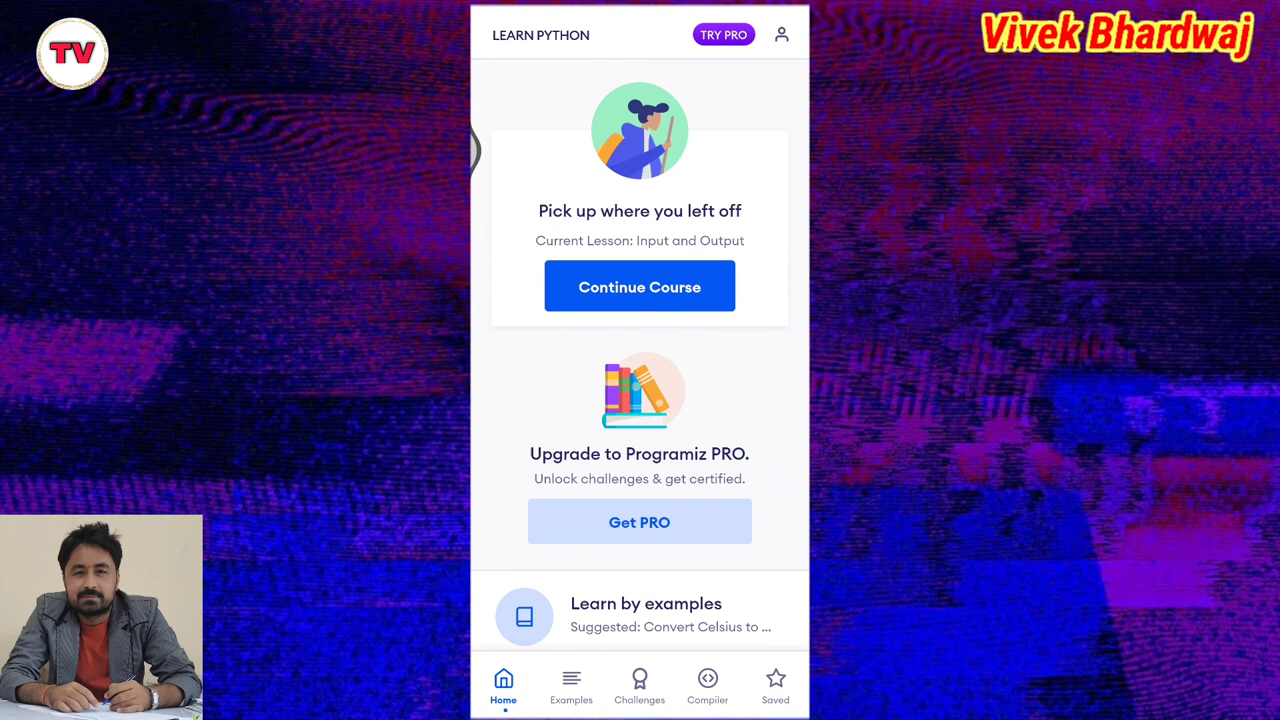 TV
Vivek Bhardwaj
LEARN PYTHON
TRY PRO
Pick up where you left off
Current Lesson: Input and Output
Continue Course
Upgrade to Programiz PRO.
Unlock challenges & get certified.
Get PRO
Learn by examples
Suggested: Convert Celsius to ...
Home
Examples
Challenges
Compiler
Saved